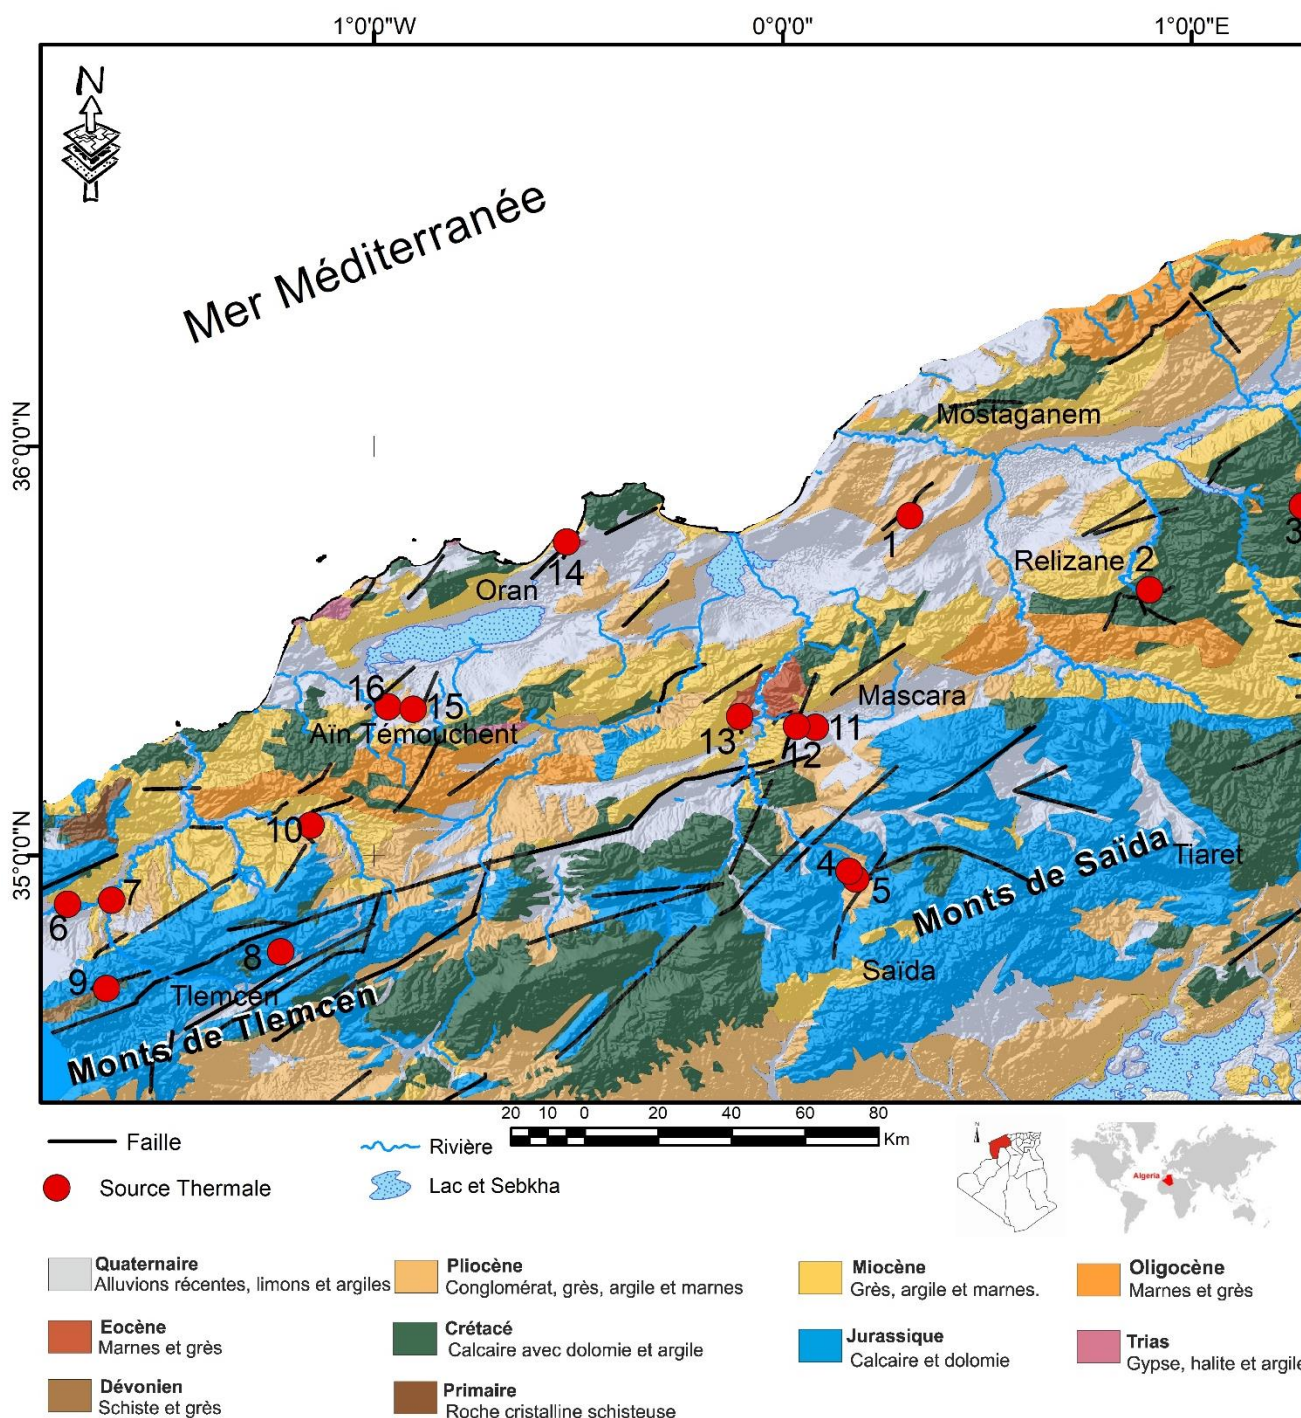 1°0'0"W
0°0'0"
1°0'0"E
N
Mer Méditerranée
36°0'0"N
35°0'0"N
Mostaganem
1
3
Relizane 2
14
Oran
16
15
Aïn Témouchent
Mascara
13
12
11
10
4
5
Tiaret
Monts de Saïda
Saïda
6
7
8
9
Tlemcen
Monts de Tlemcen
20 10 0 20 40 60 80
Km
Faille
Rivière
Source Thermale
Lac et Sebkha
N
Algeria
Quaternaire
Alluvions récentes, limons et argiles
Pliocène
Conglomérat, grès, argile et marnes
Miocène
Grès, argile et marnes.
Oligocène
Marnes et grès
Eocène
Marnes et grès
Crétacé
Calcaire avec dolomie et argile
Jurassique
Calcaire et dolomie
Trias
Gypse, halite et argile
Dévonien
Schiste et grès
Primaire
Roche cristalline schisteuse